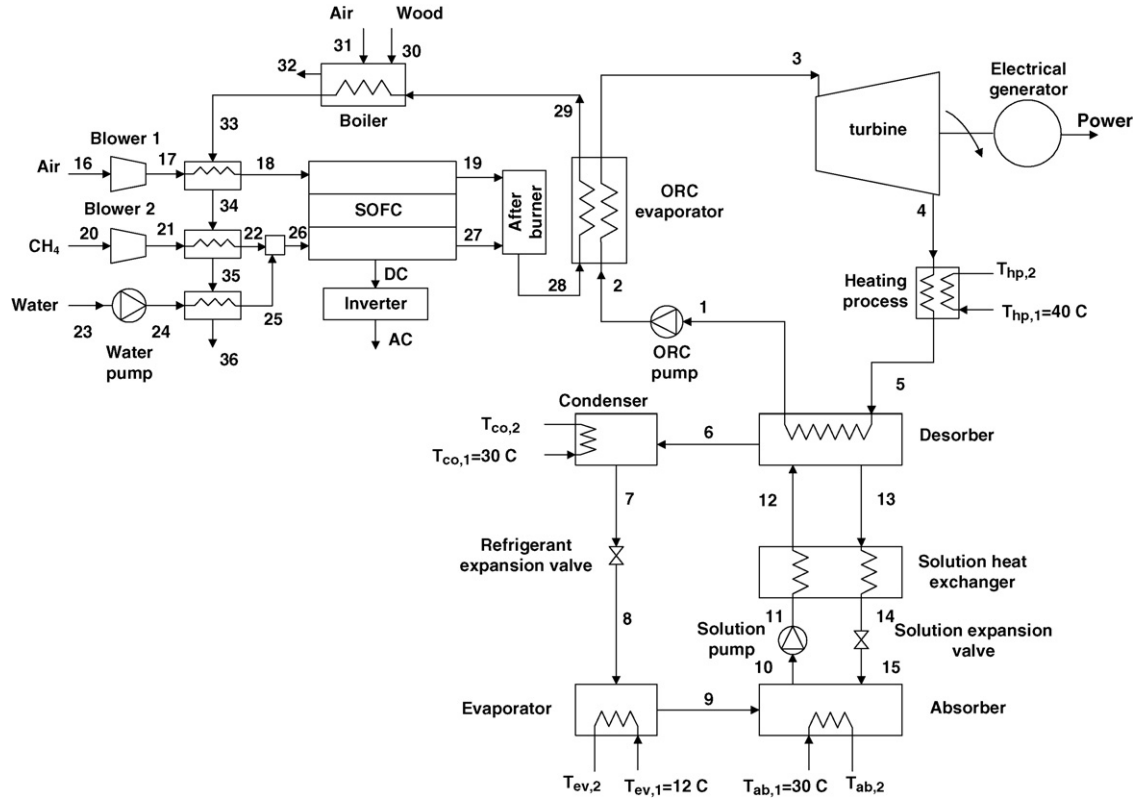 Air Wood
31 30
32
Boiler
33
29
3
Electrical
generator
Power
turbine
Blower 1
Air 16 17 18 19
34
SOFC
After
burner
ORC
evaporator
Blower 2
CH4 20 21 22 26 27
35
DC
Inverter
AC
28
2
4
Water
23 24 25
Water
pump
36
Heating
process
Thp,2
Thp,1=40 C
1
ORC
pump
5
Condenser
Tco,2
Tco,1=30 C
6
Desorber
7
12 13
Refrigerant
expansion valve
Solution heat
exchanger
8
11 14
Solution
pump
Solution expansion
valve
10 15
Evaporator
9
Absorber
Tev,2
Tev,1=12 C
Tab,1=30 C
Tab,2